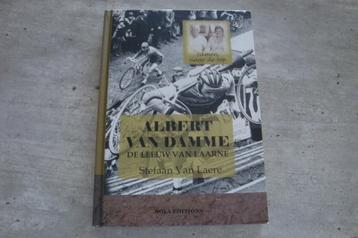 ALBERT
VAN DAMME
DE LEEUW VAN LAARNE
Stefaan Van Laere